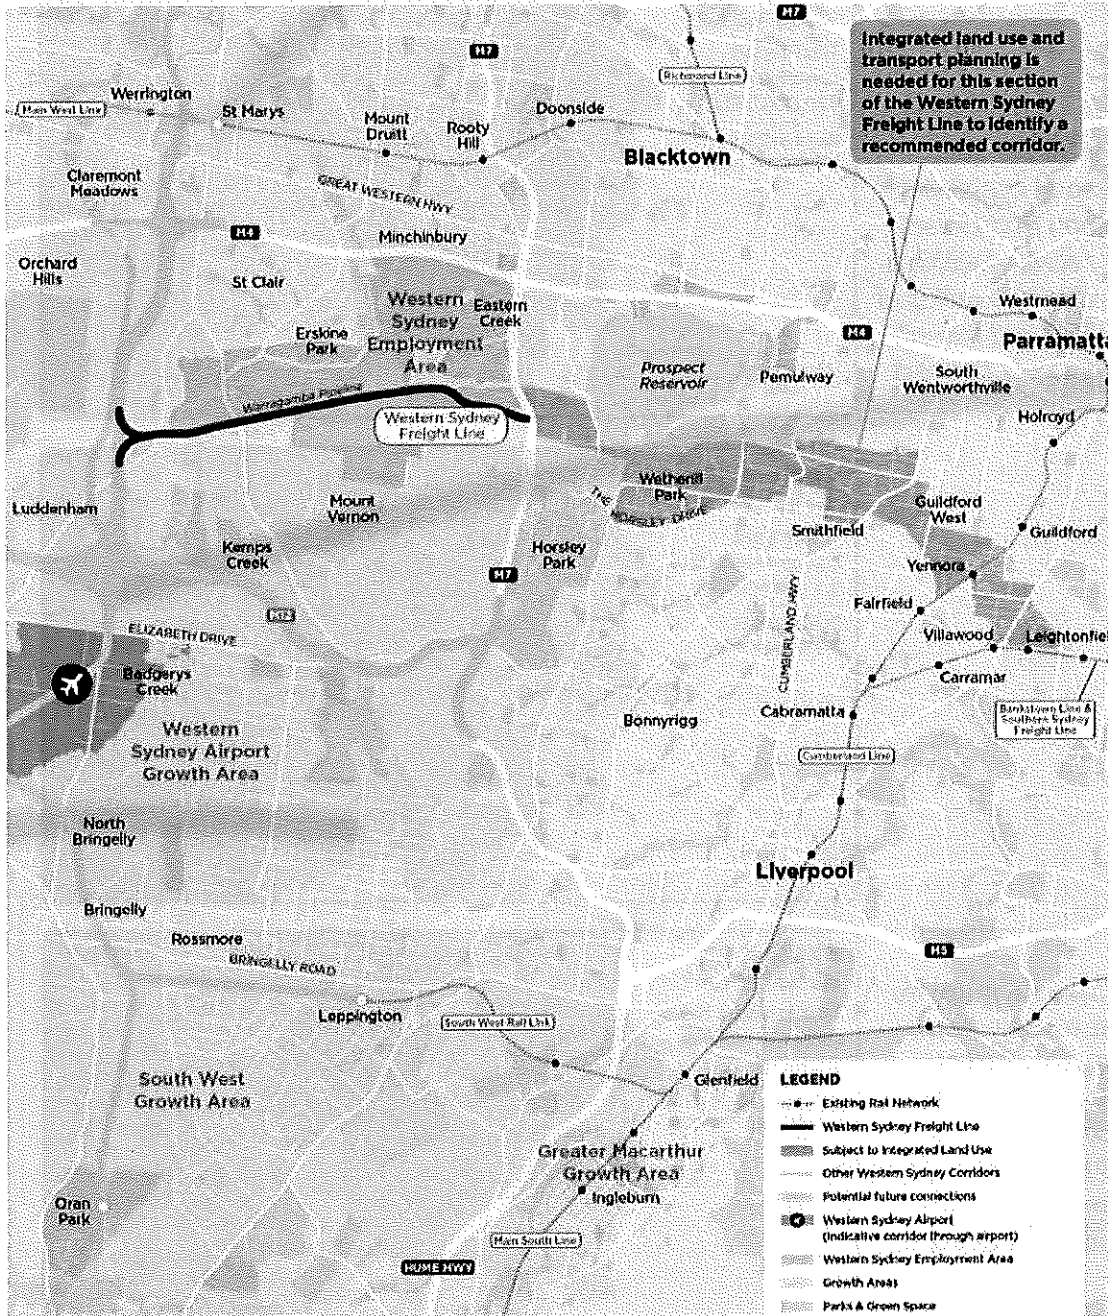 M7
Integrated land use and
transport planning is
needed for this section
of the Western Sydney
Freight Line to identify a
recommended corridor.
M7
Richmond Line
Werrington
Main West Line
St Marys
Mount
Druitt
Rooty
Hill
Doonside
Blacktown
Claremont
Meadows
GREAT WESTERN HWY
M4
Minchinbury
Orchard
Hills
St Clair
Western
Sydney
Employment
Area
Eastern
Creek
Erskine
Park
Westmead
M4
Parramatta
Prospect
Reservoir
Pemulway
South
Wentworthville
Warragamba Pipeline
Western Sydney
Freight Line
Holroyd
Luddenham
Mount
Vernon
Wetherill
Park
THE HORSLEY DRIVE
Guildford
West
Smithfield
Guildford
Kemps
Creek
Horsley
Park
M7
Yennora
M12
CUMBERLAND HWY
Fairfield
ELIZABETH DRIVE
Villawood
Leightonfield
Badgerys
Creek
Carramar
Western
Sydney Airport
Growth Area
Bonnyrigg
Cabramatta
Bankstown Line &
Southern Sydney
Freight Line
Cumberland Line
North
Bringelly
Liverpool
Bringelly
Rossmore
BRINGELLY ROAD
M5
Leppington
South West Rail Link
South West
Growth Area
Glenfield
Greater Macarthur
Growth Area
Ingleburn
Oran
Park
Main South Line
HUME HWY
LEGEND
Existing Rail Network
Western Sydney Freight Line
Subject to Integrated Land Use
Other Western Sydney Corridors
Potential future connections
Western Sydney Airport
(indicative corridor through airport)
Western Sydney Employment Area
Growth Areas
Parks & Green Space